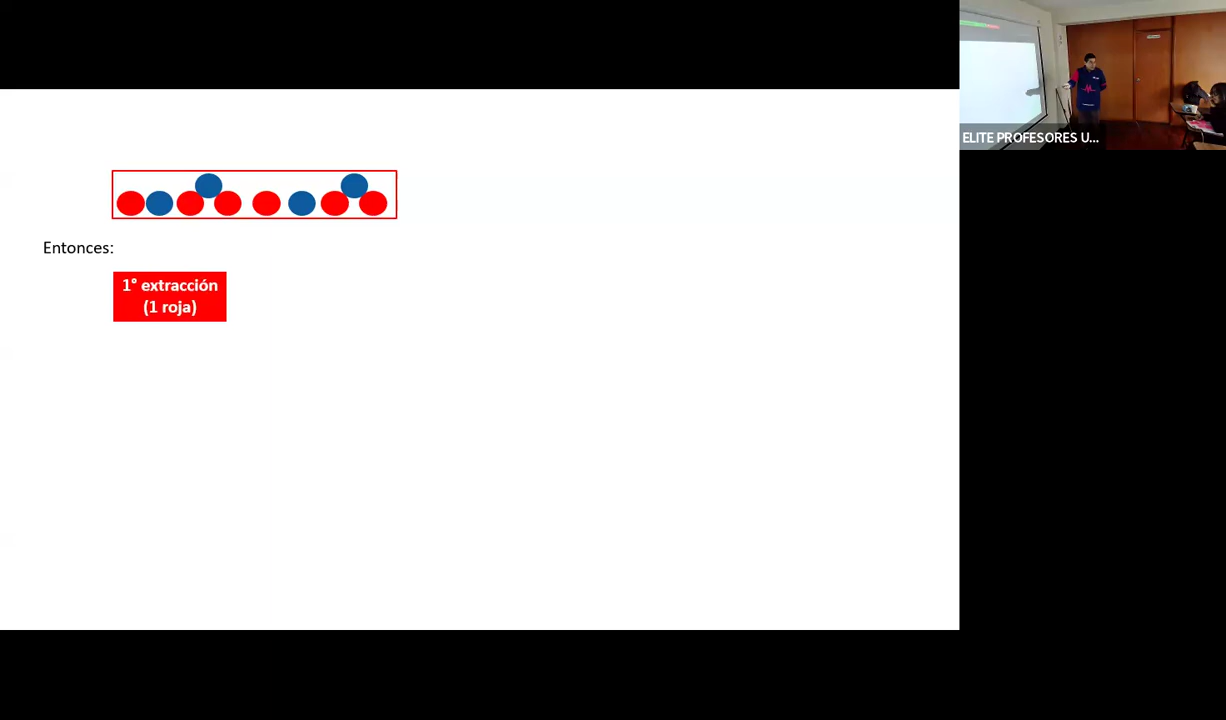 ELITE PROFESORES U...
Entonces:
1° extracción
(1 roja)